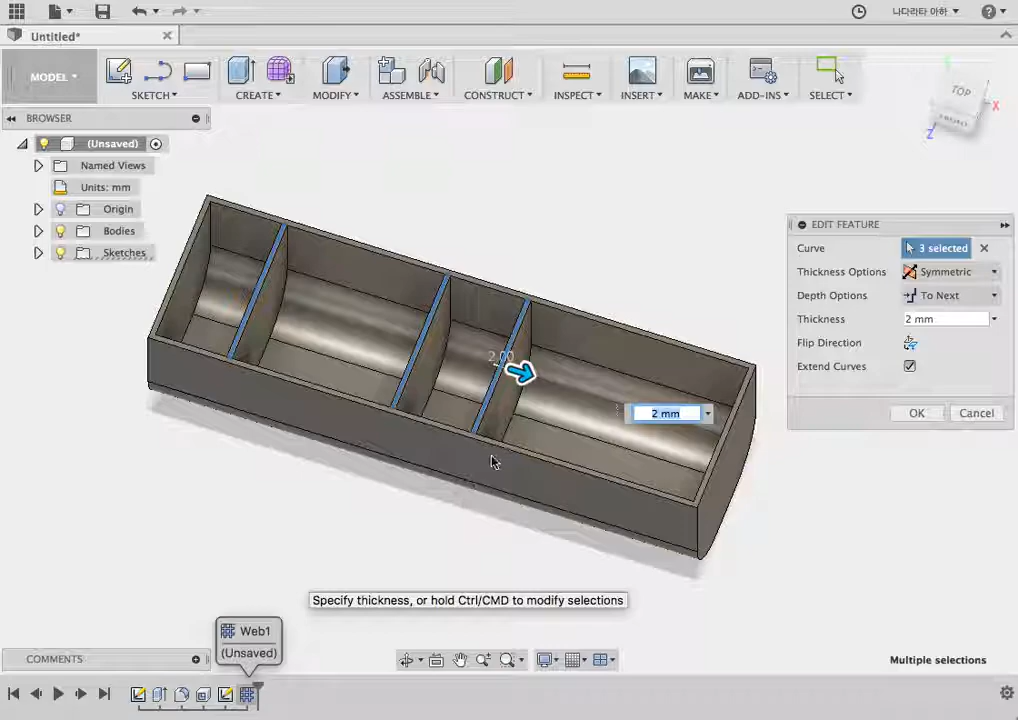 나다라타 아하
Untitled*
MODEL
SKETCH
CREATE
MODIFY
ASSEMBLE
CONSTRUCT
INSPECT
INSERT
MAKE
ADD-INS
SELECT
TOP
X
Z
BROWSER
(Unsaved)
Named Views
Units: mm
Origin
Bodies
Sketches
EDIT FEATURE
Curve
3 selected
Thickness Options
Symmetric
Depth Options
To Next
Thickness
2 mm
Flip Direction
Extend Curves
OK
Cancel
2.00
2 mm
Specify thickness, or hold Ctrl/CMD to modify selections
Web1
(Unsaved)
COMMENTS
Multiple selections